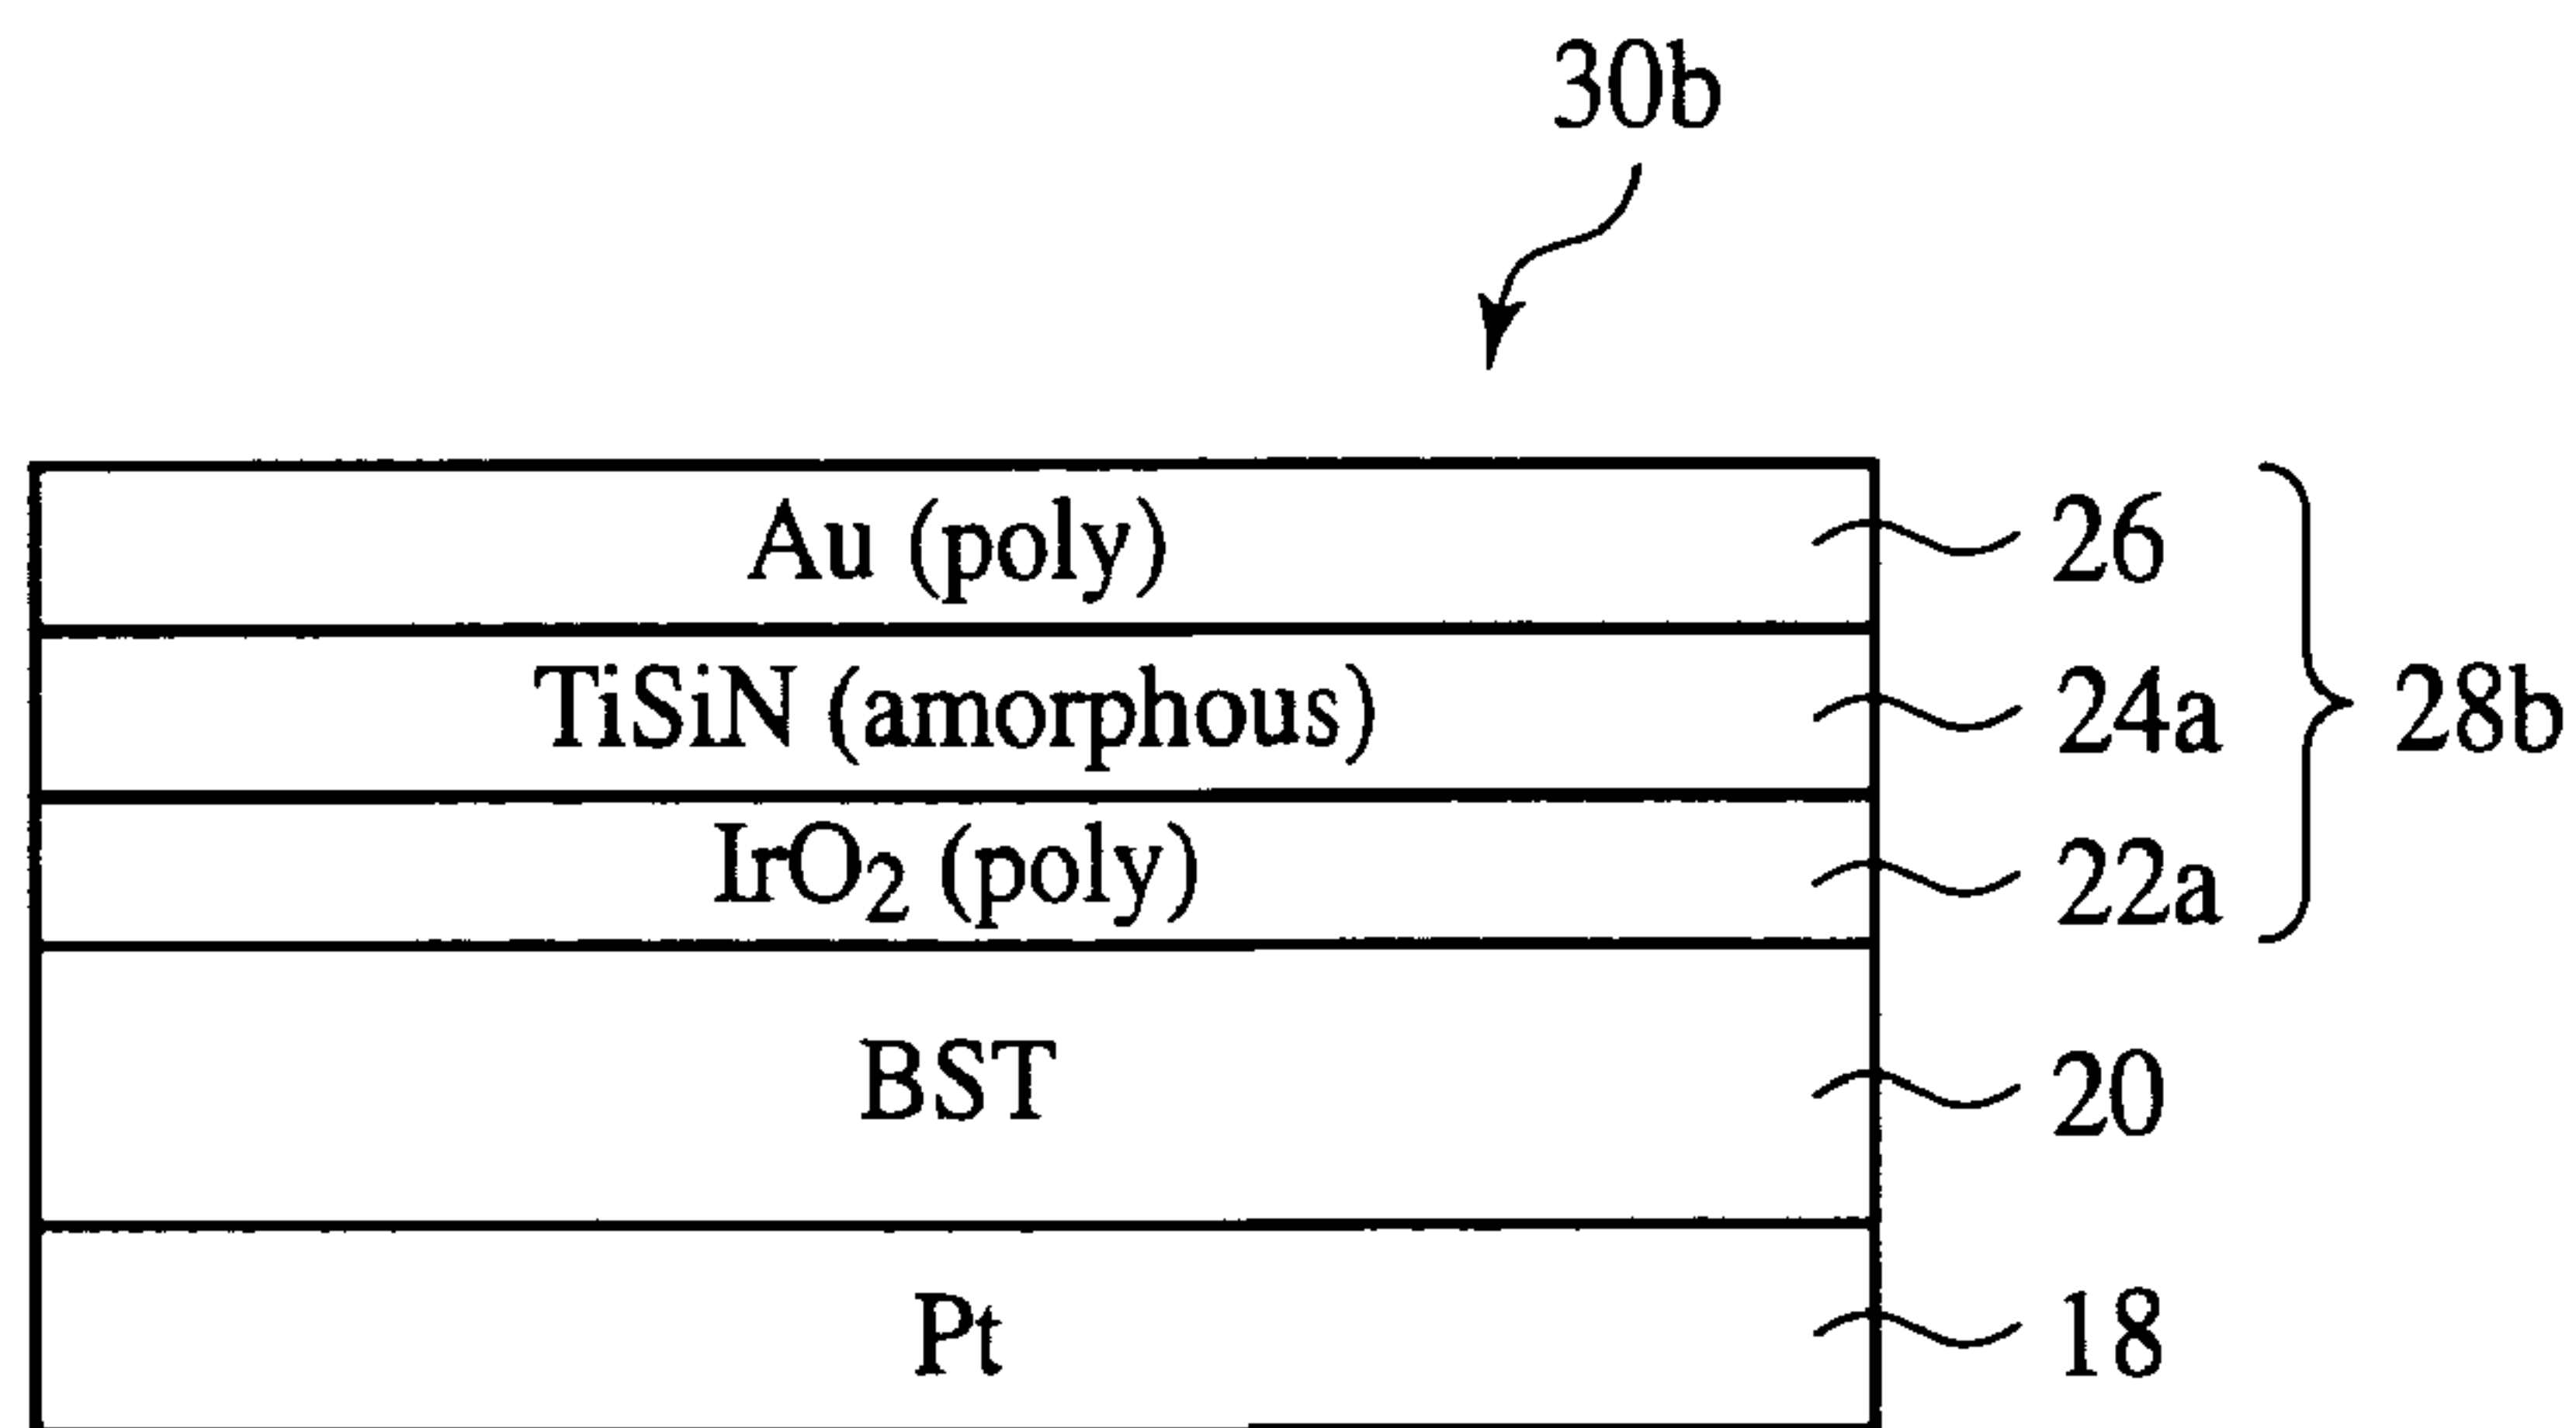 30b
Au (poly) 26
TiSiN (amorphous) 24a
28b
IrO₂ (poly) 22a
BST 20
Pt 18